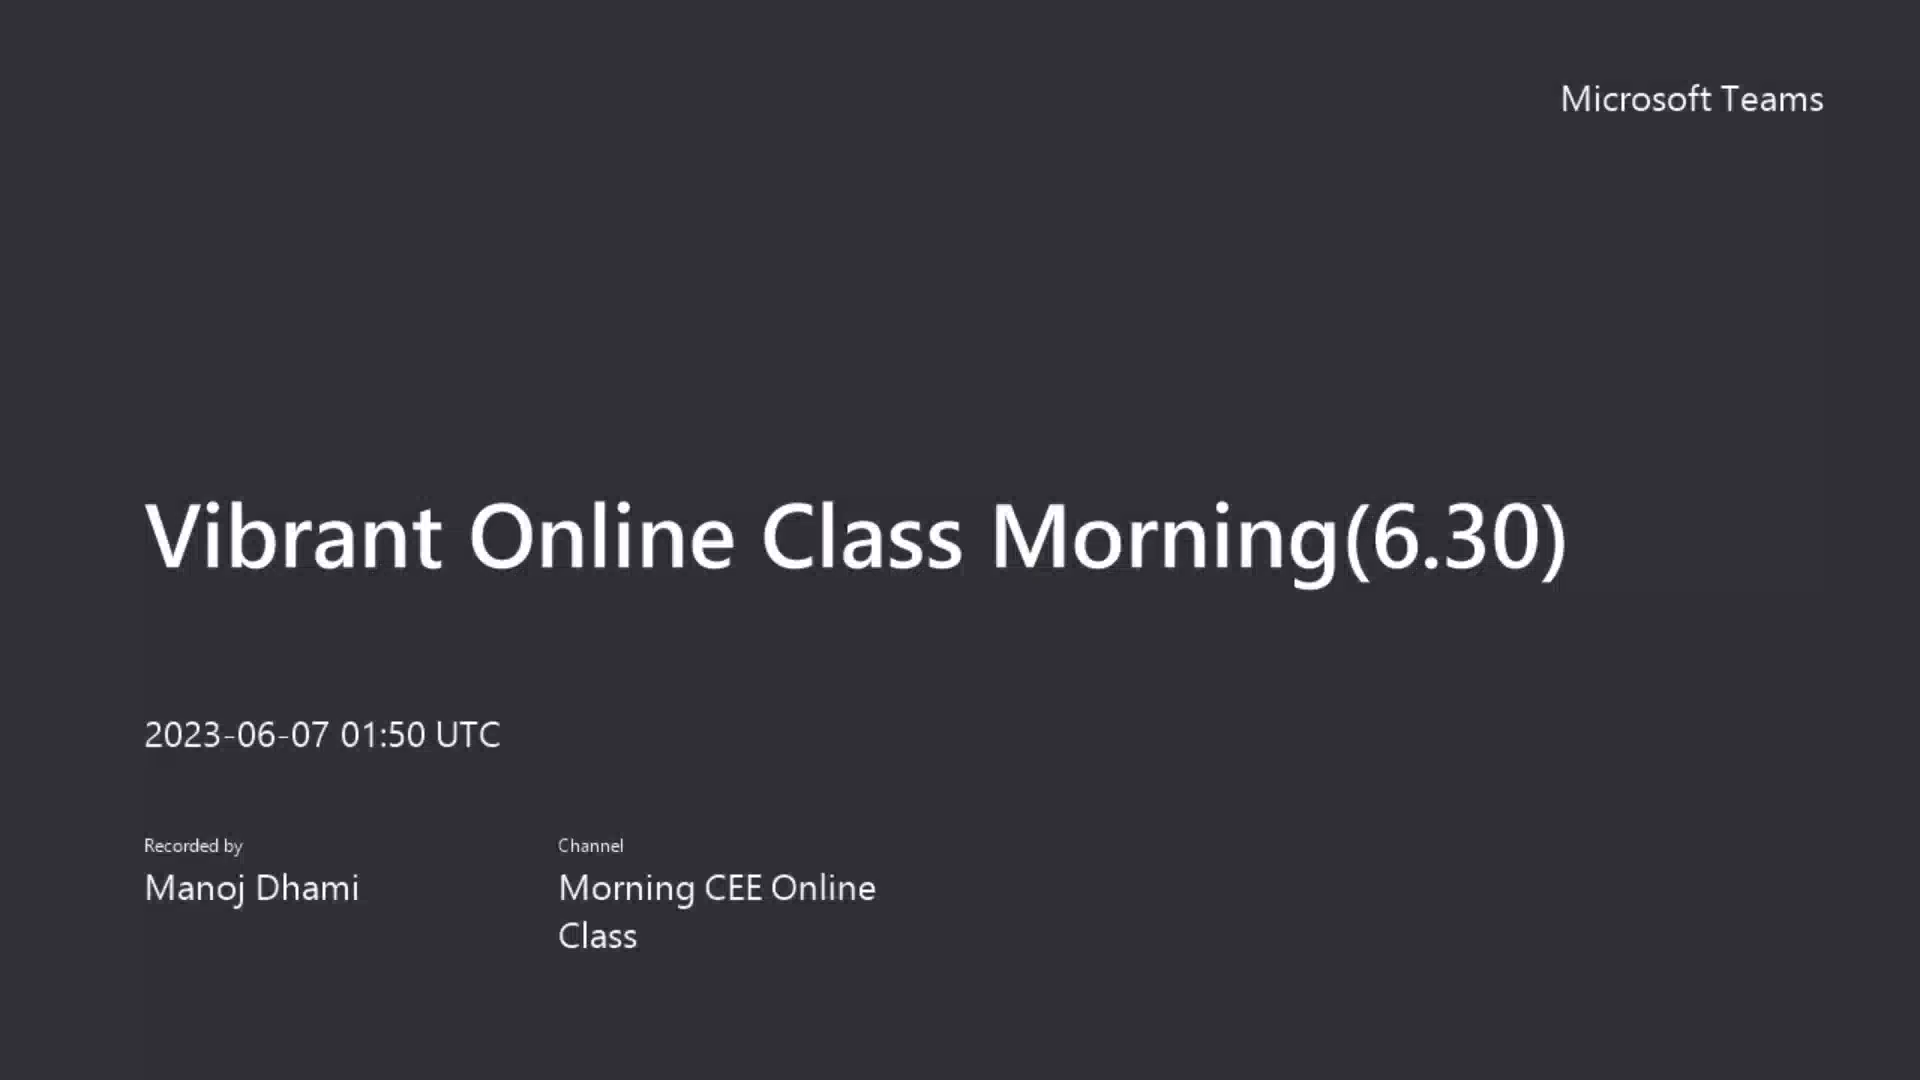 Microsoft Teams
Vibrant Online Class Morning(6.30)
2023-06-07 01:50 UTC
Recorded by
Manoj Dhami
Channel
Morning CEE Online
Class